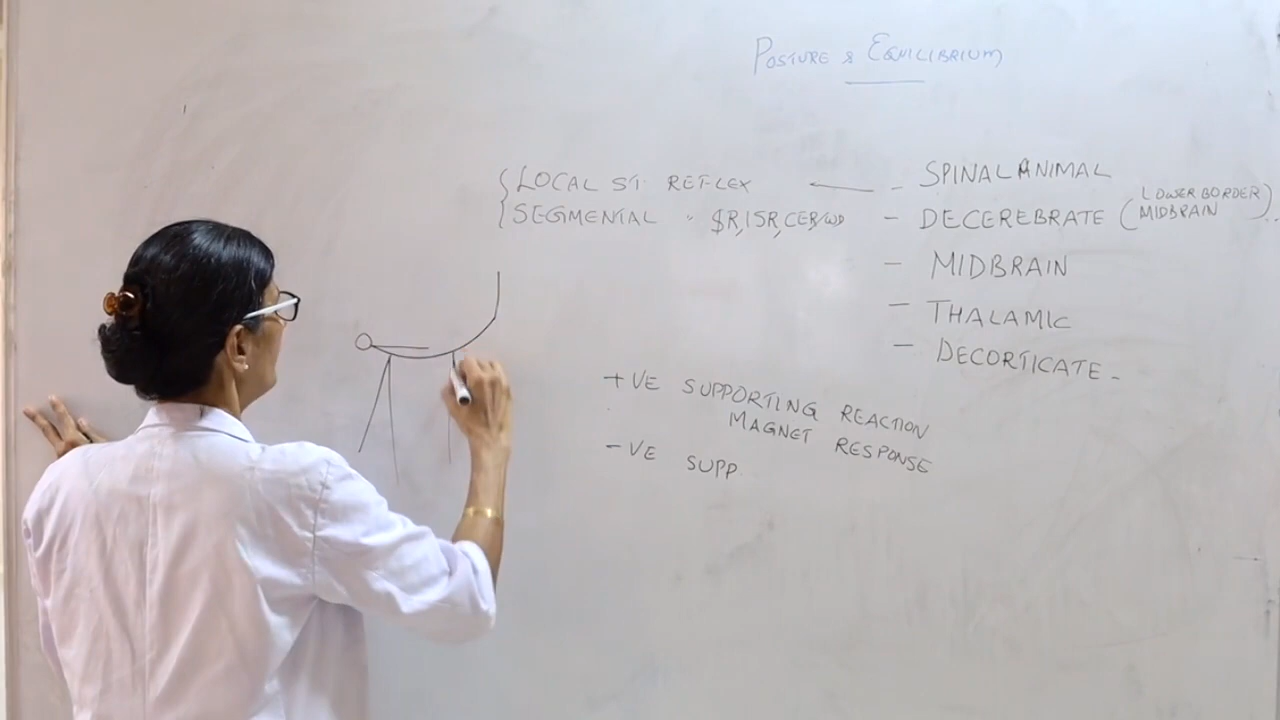 POSTURE & EQUILIBRIUM
{ LOCAL ST. REFLEX — - SPINAL ANIMAL
{ SEGMENTAL " - DECEREBRATE (LOWER BORDER MIDBRAIN)
- MIDBRAIN
- THALAMIC
- DECORTICATE -
+VE SUPPORTING REACTION
MAGNET RESPONSE
-VE SUPP